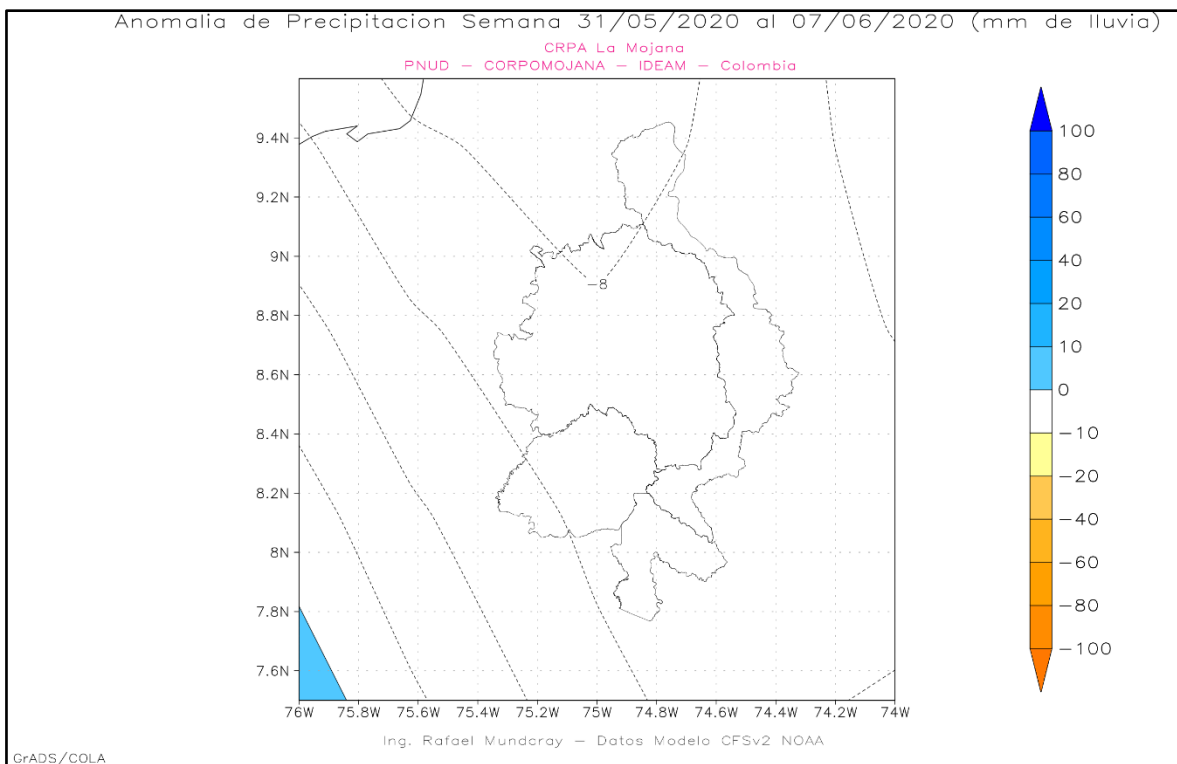 Anomalia de Precipitacion Semana 31/05/2020 al 07/06/2020 (mm de lluvia)
CRPA La Mojana
PNUD – CORPOMOJANA – IDEAM – Colombia
9.4N
9.2N
9N
8.8N
8.6N
8.4N
8.2N
8N
7.8N
7.6N
-8
76W 75.8W 75.6W 75.4W 75.2W 75W 74.8W 74.6W 74.4W 74.2W 74W
100
80
60
40
20
10
0
-10
-20
-40
-60
-80
-100
Ing. Rafael Mundcray – Datos Modelo CFSv2 NOAA
GrADS/COLA